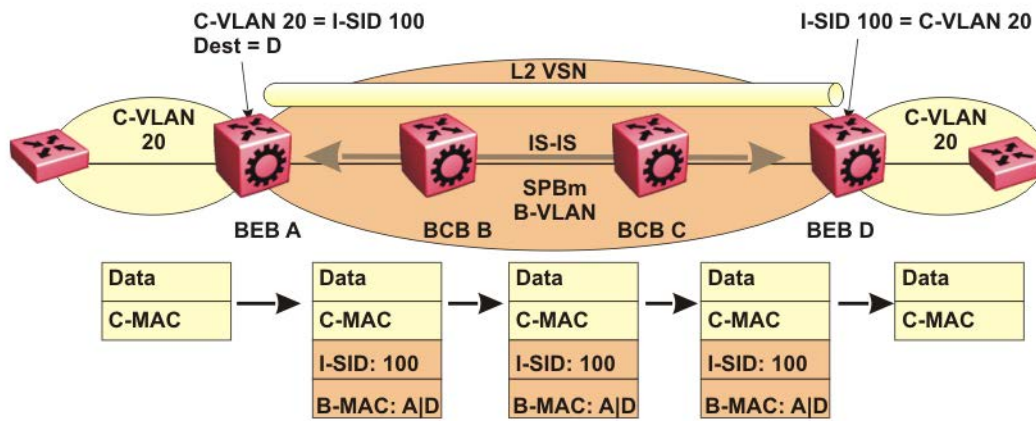 C-VLAN 20 = I-SID 100
Dest = D
I-SID 100 = C-VLAN 20
L2 VSN
C-VLAN
20
IS-IS
C-VLAN
20
SPBm
B-VLAN
BEB A
BCB B
BCB C
BEB D
Data
C-MAC
Data
C-MAC
I-SID: 100
B-MAC: A|D
Data
C-MAC
I-SID: 100
B-MAC: A|D
Data
C-MAC
I-SID: 100
B-MAC: A|D
Data
C-MAC